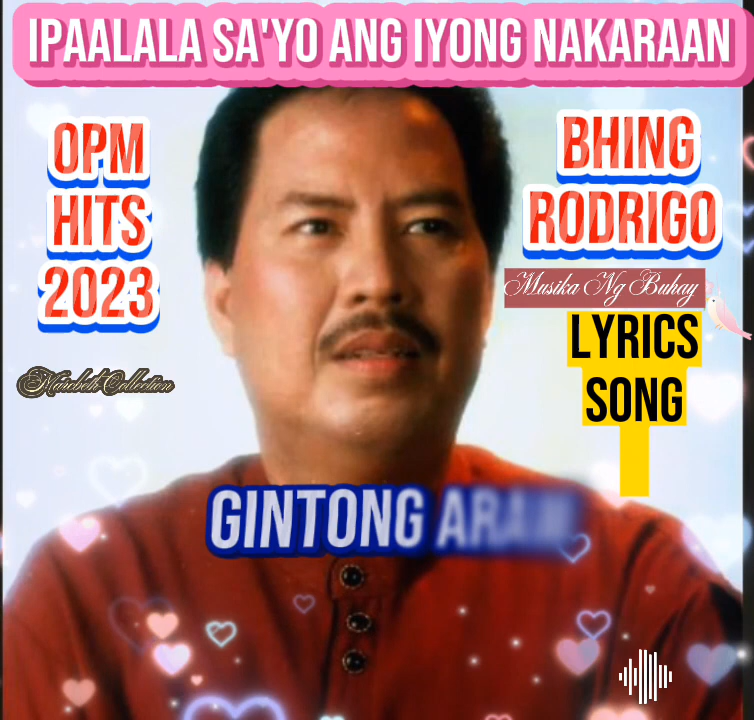 IPAALALA SA'YO ANG IYONG NAKARAAN
OPM
HITS
2023
BHING
RODRIGO
Musika Ng Buhay
LYRICS
SONG
GINTONG